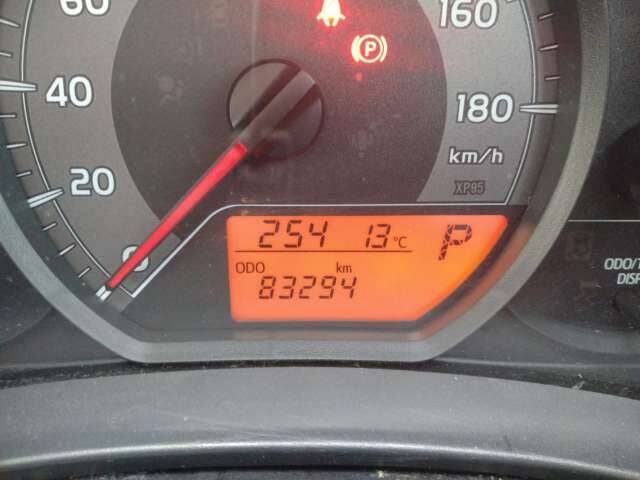 60
160
P
40
180
km/h
XP95
20
0
254 13°C P
ODO km
83294
ODO/T
DISP